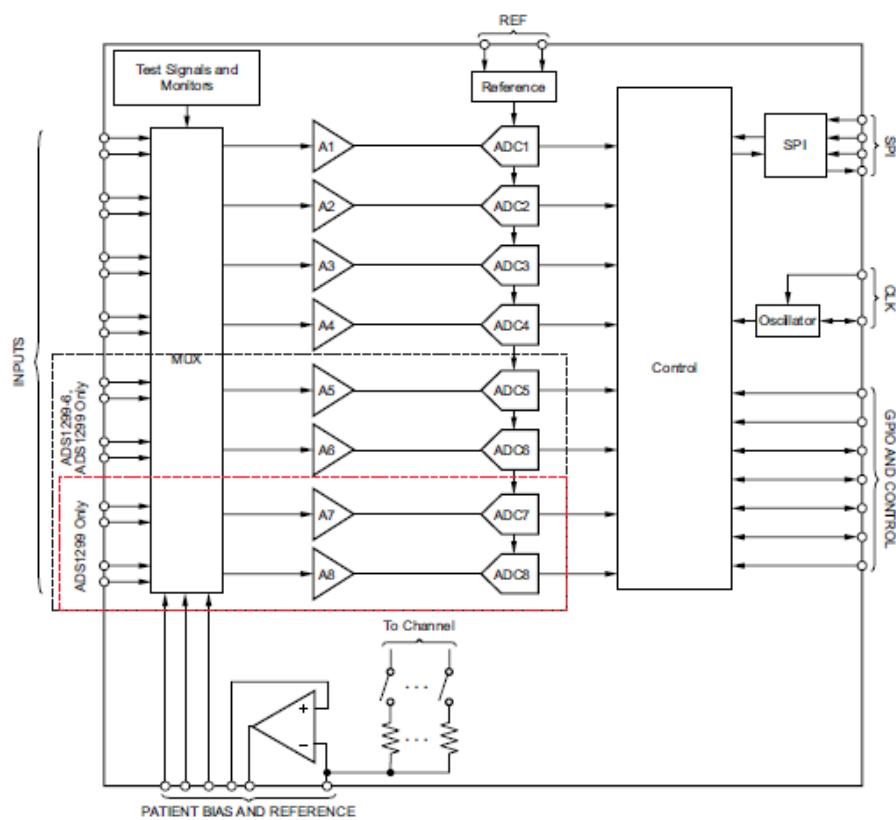 REF
Test Signals and
Monitors
Reference
A1
ADC1
SPI
SPI
A2
ADC2
A3
ADC3
CLK
A4
ADC4
Oscillator
MUX
INPUTS
Control
ADS1299-6,
ADS1299 Only
A5
ADC5
A6
ADC6
GPIO AND CONTROL
ADS1299 Only
A7
ADC7
A8
ADC8
To Channel
+
...
−
...
PATIENT BIAS AND REFERENCE